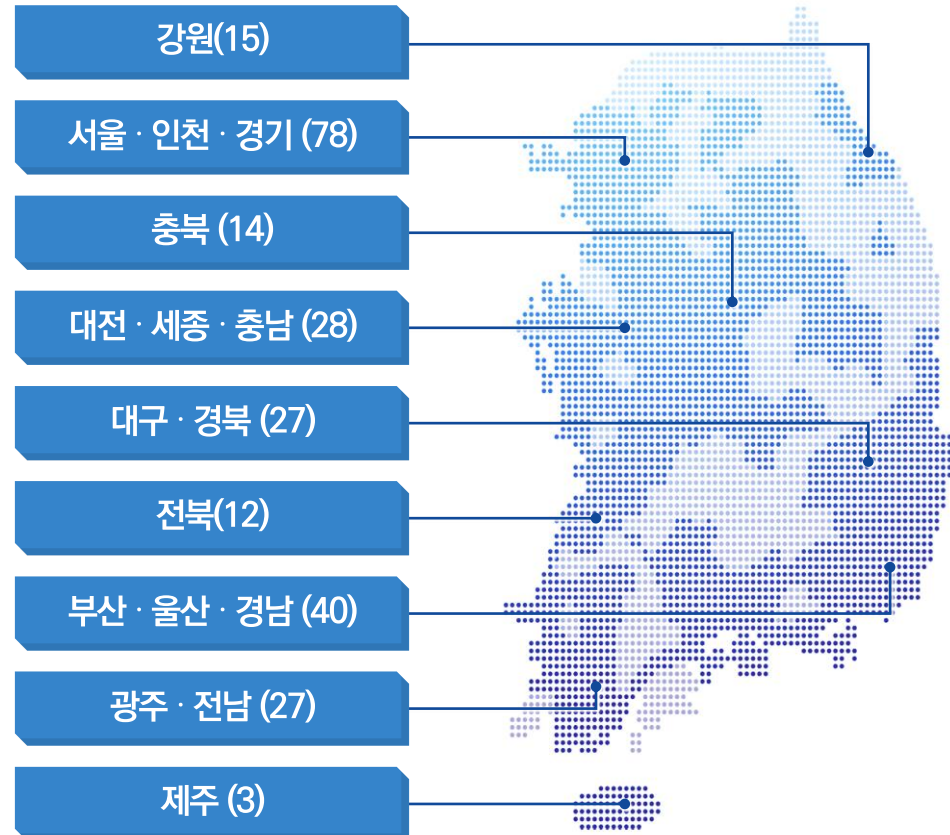 강원(15)
서울 · 인천 · 경기 (78)
충북 (14)
대전 · 세종 · 충남 (28)
대구 · 경북 (27)
전북(12)
부산 · 울산 · 경남 (40)
광주 · 전남 (27)
제주 (3)